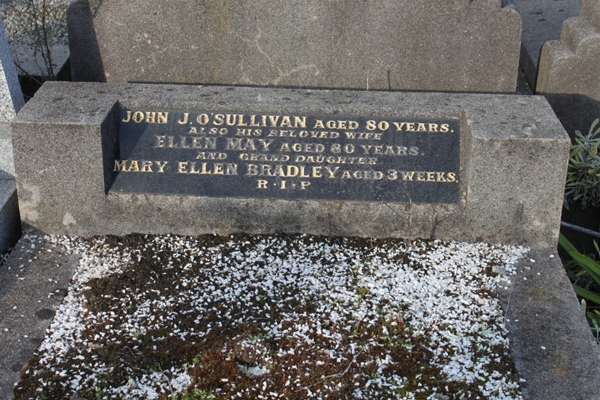 JOHN J. O'SULLIVAN AGED 80 YEARS.
ALSO HIS BELOVED WIFE
ELLEN MAY AGED 80 YEARS.
AND GRAND DAUGHTER
MARY ELLEN BRADLEY AGED 3 WEEKS.
R·I·P